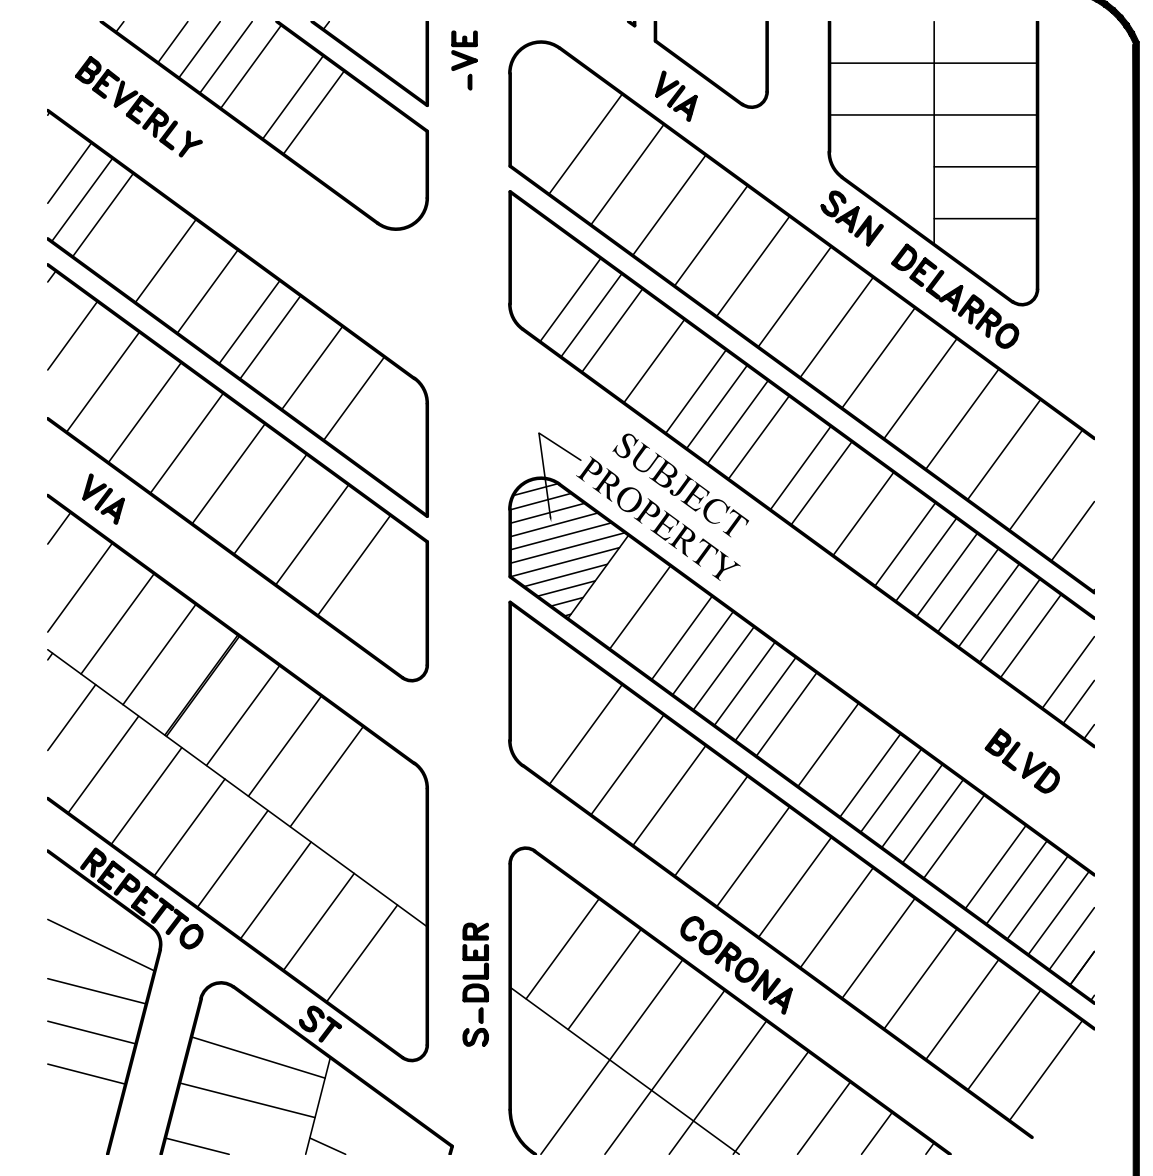 BEVERLY
-VE
VIA
SAN DELARRO
SUBJECT
PROPERTY
VIA
BLVD
REPETTO
ST
S-DLER
CORONA